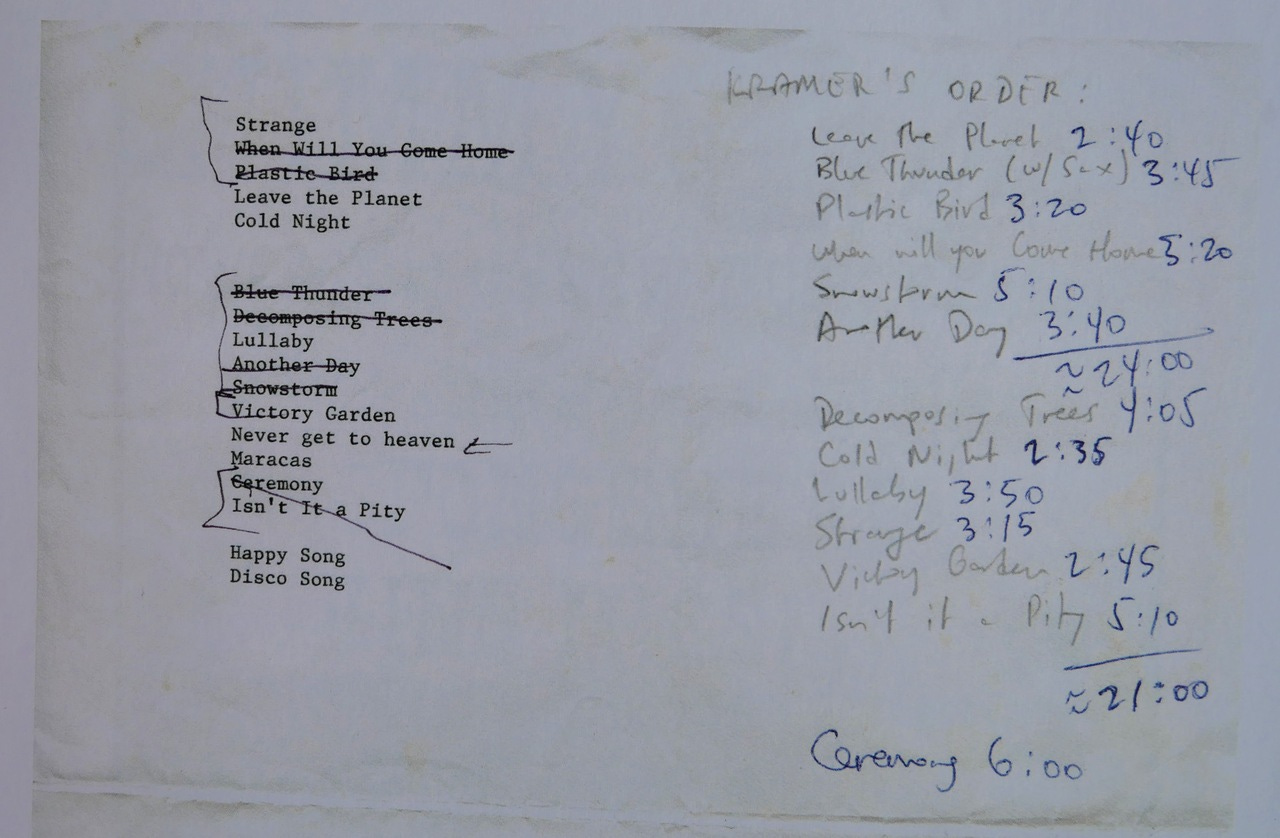 Strange
When Will You Come Home
Plastic Bird
Leave the Planet
Cold Night
Blue Thunder
Decomposing Trees
Lullaby
Another Day
Snowstorm
Victory Garden
Never get to heaven
Maracas
Ceremony
Isn't It a Pity
Happy Song
Disco Song
KRAMER'S ORDER:
Leave the Planet 2:40
Blue Thunder (w/ Sax) 3:45
Plastic Bird 3:20
when will you Come Home 5:20
Snowstorm 5:10
Another Day 3:40
≈ 24:00
Decomposing Trees 4:05
Cold Night 2:35
Lullaby 3:50
Strange 3:15
Victory Garden 2:45
Isn't it a Pity 5:10
≈ 21:00
Ceremony 6:00